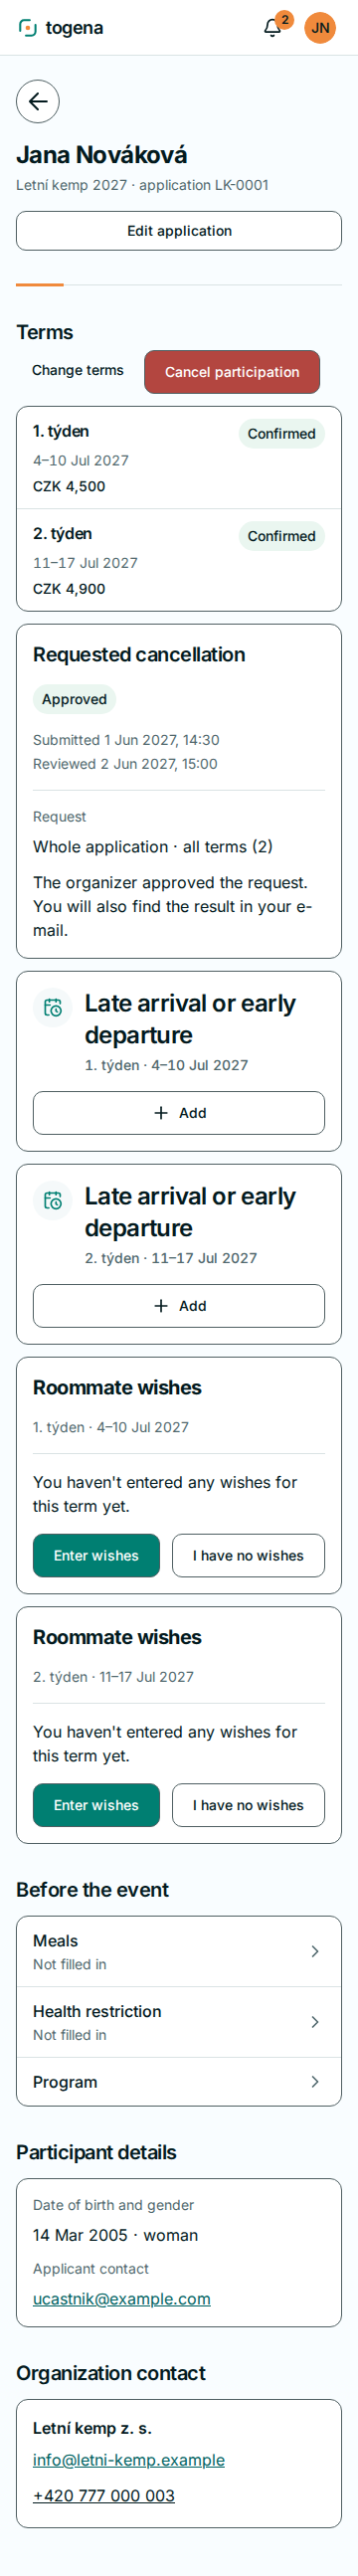 togena
2
JN
Jana Nováková
Letní kemp 2027 · application LK-0001
Edit application
Terms
Change terms
Cancel participation
1. týden
Confirmed
4–10 Jul 2027
CZK 4,500
2. týden
Confirmed
11–17 Jul 2027
CZK 4,900
Requested cancellation
Approved
Submitted 1 Jun 2027, 14:30
Reviewed 2 Jun 2027, 15:00
Request
Whole application · all terms (2)
The organizer approved the request.
You will also find the result in your e-
mail.
Late arrival or early
departure
1. týden · 4–10 Jul 2027
Add
Late arrival or early
departure
2. týden · 11–17 Jul 2027
Add
Roommate wishes
1. týden · 4–10 Jul 2027
You haven't entered any wishes for
this term yet.
Enter wishes
I have no wishes
Roommate wishes
2. týden · 11–17 Jul 2027
You haven't entered any wishes for
this term yet.
Enter wishes
I have no wishes
Before the event
Meals
Not filled in
Health restriction
Not filled in
Program
Participant details
Date of birth and gender
14 Mar 2005 · woman
Applicant contact
ucastnik@example.com
Organization contact
Letní kemp z. s.
info@letni-kemp.example
+420 777 000 003